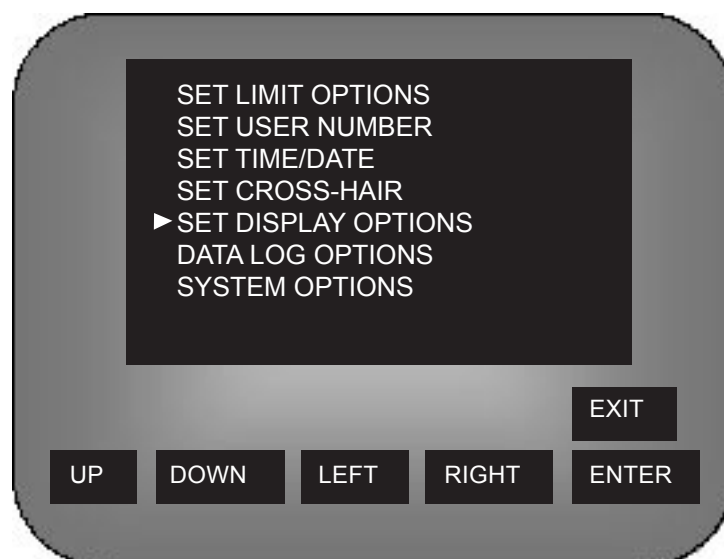 SET LIMIT OPTIONS
SET USER NUMBER
SET TIME/DATE
SET CROSS-HAIR
SET DISPLAY OPTIONS
DATA LOG OPTIONS
SYSTEM OPTIONS
EXIT
UP DOWN LEFT RIGHT ENTER